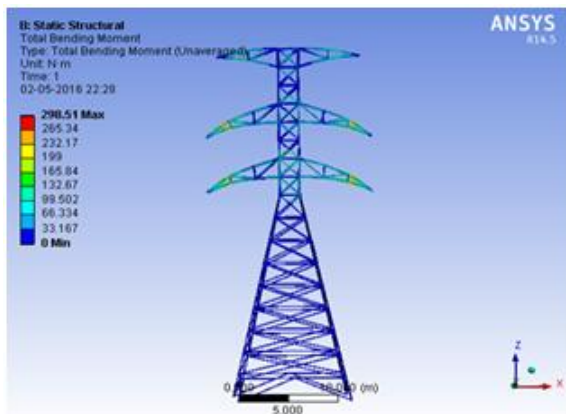 B: Static Structural
Total Bending Moment
Type: Total Bending Moment (Unaveraged)
Unit: N·m
Time: 1
02-05-2016 22:28
298.51 Max
265.34
232.17
199
165.84
132.67
99.502
66.334
33.167
0 Min
ANSYS
R14.5
(m)
5.000
Z
X